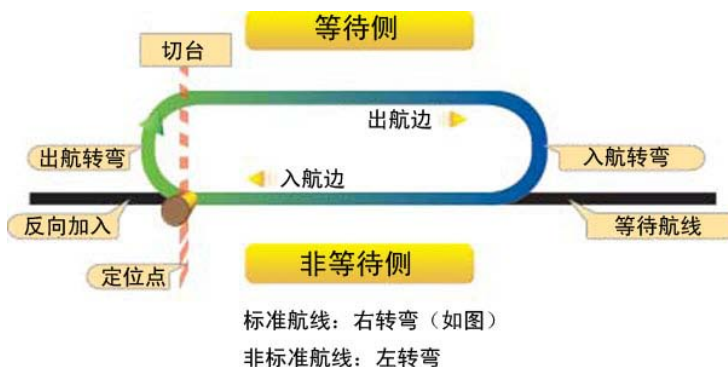 等待侧
切台
出航边
出航转弯
入航转弯
入航边
反向加入
等待航线
定位点
非等待侧
标准航线：右转弯（如图）
非标准航线：左转弯